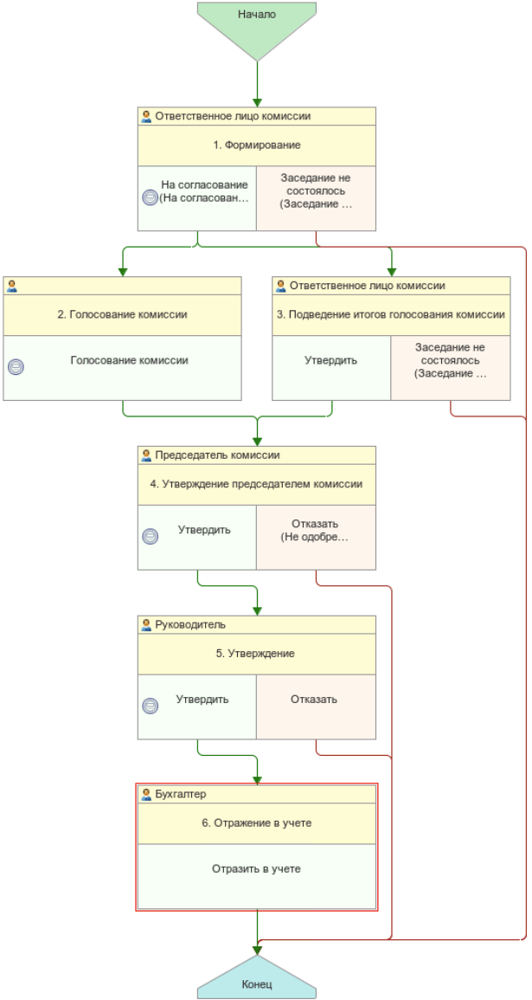 Начало
Ответственное лицо комиссии
1. Формирование
На согласование
(На согласован...
Заседание не
состоялось
(Заседание ...
2. Голосование комиссии
Голосование комиссии
Ответственное лицо комиссии
3. Подведение итогов голосования комиссии
Утвердить
Заседание не
состоялось
(Заседание ...
Председатель комиссии
4. Утверждение председателем комиссии
Утвердить
Отказать
(Не одобре...
Руководитель
5. Утверждение
Утвердить
Отказать
Бухгалтер
6. Отражение в учете
Отразить в учете
Конец